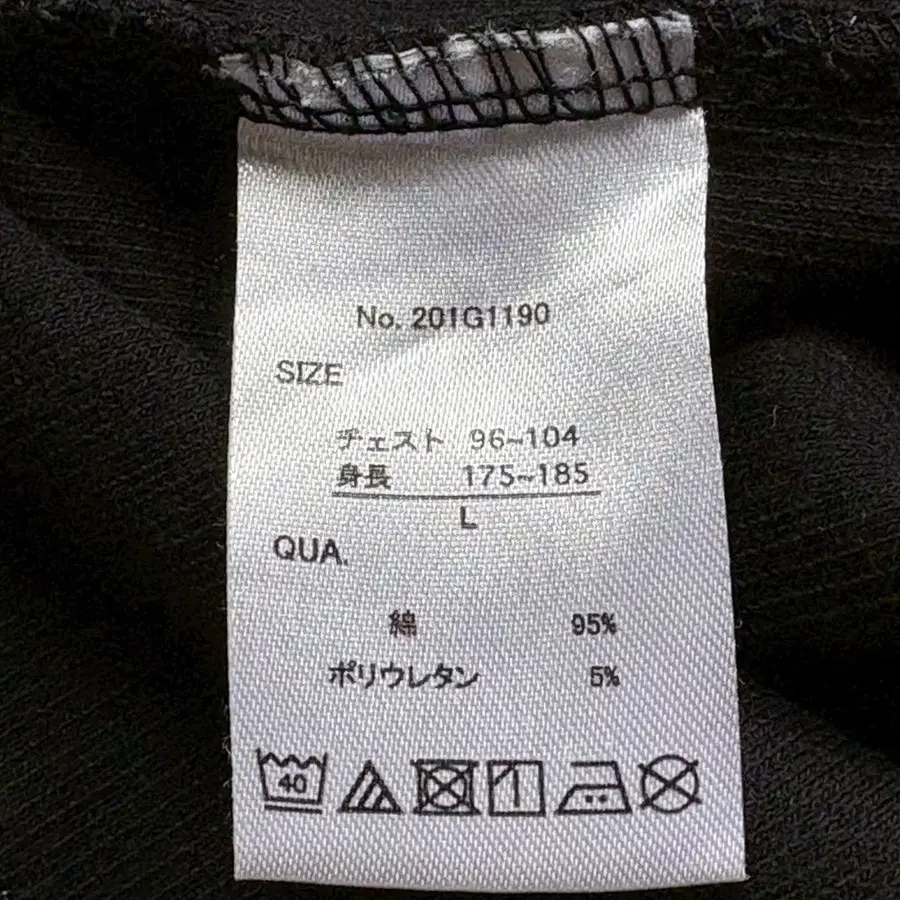 No. 201G1190
SIZE
チェスト 96~104
身長 175~185
L
QUA.
綿 95%
ポリウレタン 5%
40